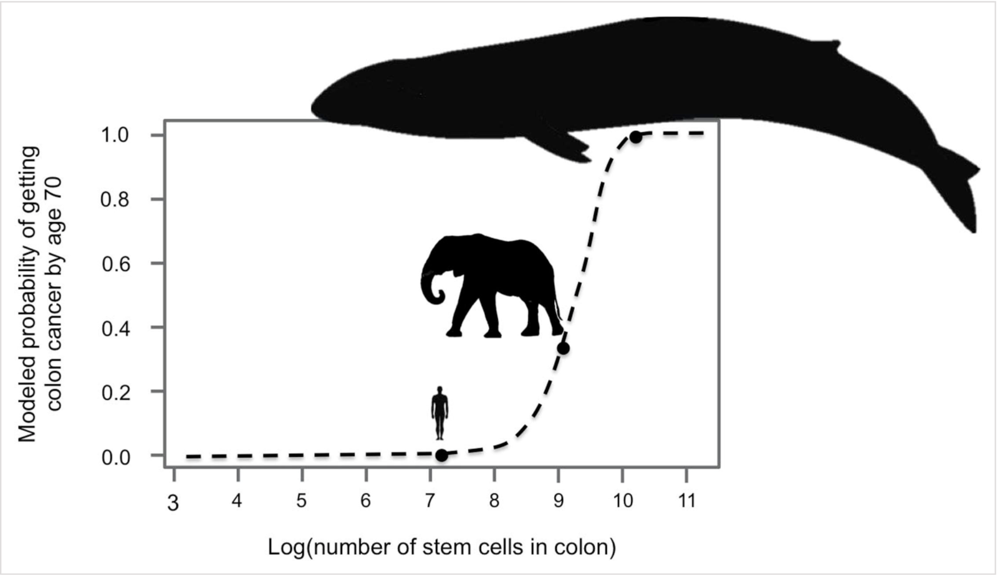 Modeled probability of getting
colon cancer by age 70
1.0
0.8
0.6
0.4
0.2
0.0
3 4 5 6 7 8 9 10 11
Log(number of stem cells in colon)